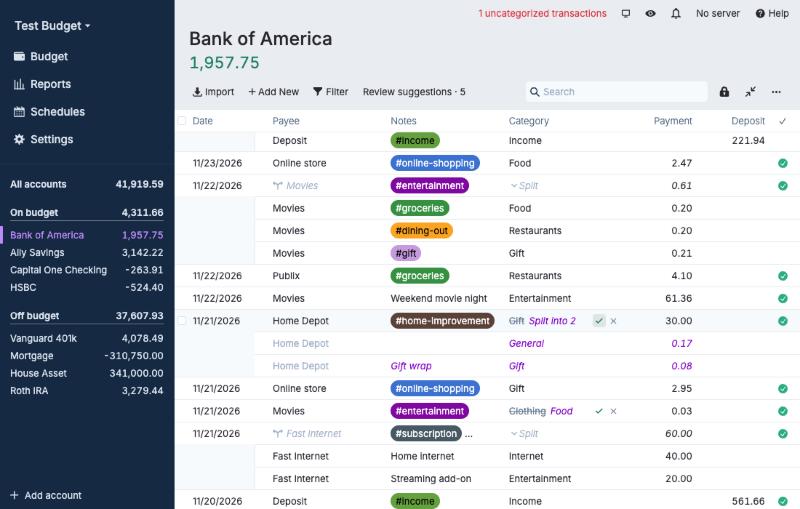 Test Budget
Budget
Reports
Schedules
Settings
All accounts 41,919.59
On budget 4,311.66
Bank of America 1,957.75
Ally Savings 3,142.22
Capital One Checking -263.91
HSBC -524.40
Off budget 37,607.93
Vanguard 401k 4,078.49
Mortgage -310,750.00
House Asset 341,000.00
Roth IRA 3,279.44
+ Add account
1 uncategorized transactions No server Help
Bank of America
1,957.75
Import + Add New Filter Review suggestions · 5 Search ···
Date Payee Notes Category Payment Deposit ✓
Deposit #income Income 221.94
11/23/2026 Online store #online-shopping Food 2.47
11/22/2026 Movies #entertainment Split 0.61
Movies #groceries Food 0.20
Movies #dining-out Restaurants 0.20
Movies #gift Gift 0.21
11/22/2026 Publix #groceries Restaurants 4.10
11/22/2026 Movies Weekend movie night Entertainment 61.36
11/21/2026 Home Depot #home-improvement Gift Split into 2 ✓ × 30.00
Home Depot General 0.17
Home Depot Gift wrap Gift 0.08
11/21/2026 Online store #online-shopping Gift 2.95
11/21/2026 Movies #entertainment Clothing Food ✓ × 0.03
11/21/2026 Fast Internet #subscription ... Split 60.00
Fast Internet Home internet Internet 40.00
Fast Internet Streaming add-on Entertainment 20.00
11/20/2026 Deposit #income Income 561.66